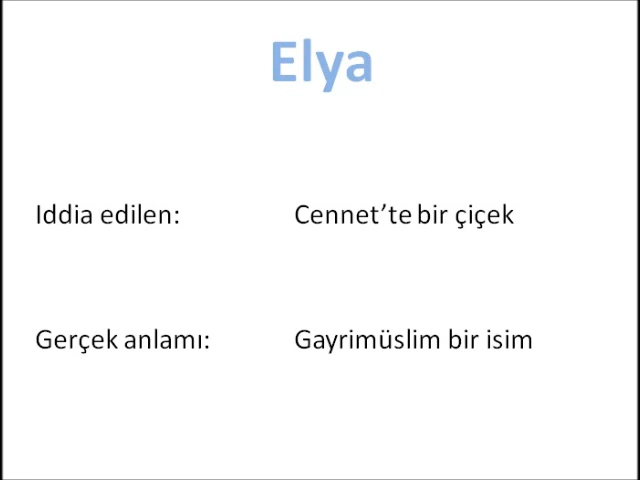 Elya
Iddia edilen: Cennet’te bir çiçek
Gerçek anlamı: Gayrimüslim bir isim